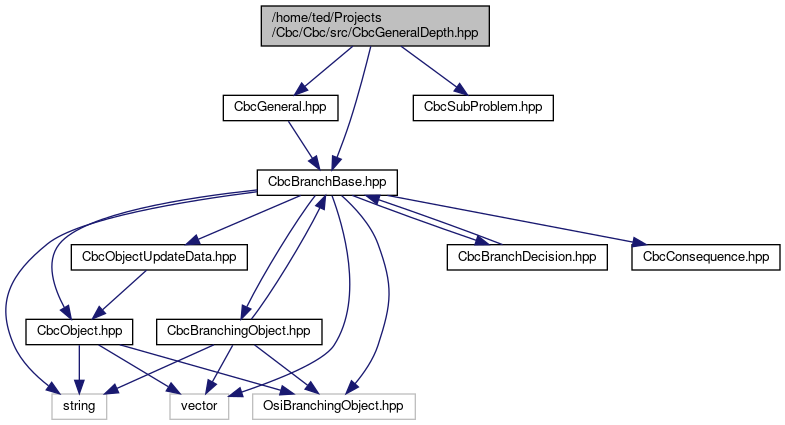 /home/ted/Projects
/Cbc/Cbc/src/CbcGeneralDepth.hpp
CbcGeneral.hpp
CbcSubProblem.hpp
CbcBranchBase.hpp
CbcObjectUpdateData.hpp
CbcBranchDecision.hpp
CbcConsequence.hpp
CbcObject.hpp
CbcBranchingObject.hpp
string
vector
OsiBranchingObject.hpp